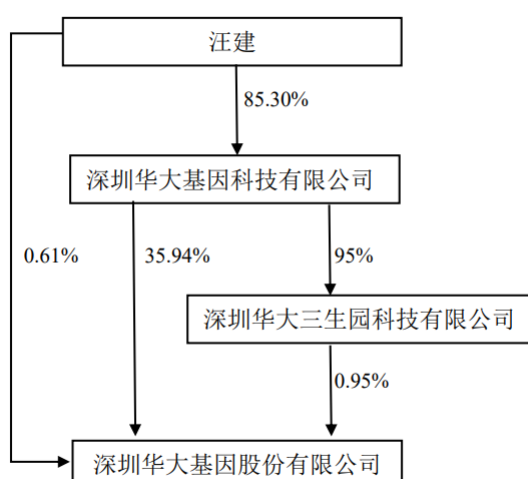 汪建
85.30%
深圳华大基因科技有限公司
0.61%
35.94%
95%
深圳华大三生园科技有限公司
0.95%
深圳华大基因股份有限公司